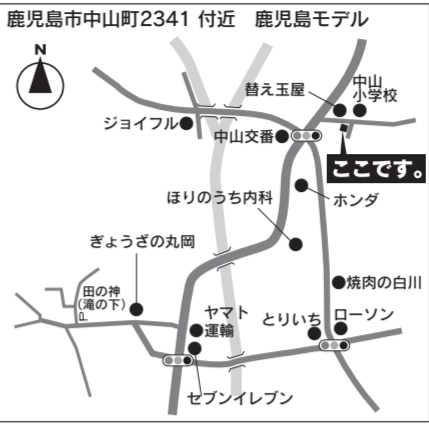 鹿児島市中山町2341 付近　鹿児島モデル
N
替え玉屋
中山
小学校
ジョイフル
中山交番
ここです。
ほりのうち内科
ホンダ
ぎょうざの丸岡
田の神
(滝の下)
P
焼肉の白川
ヤマト
運輸
とりいち
ローソン
セブンイレブン